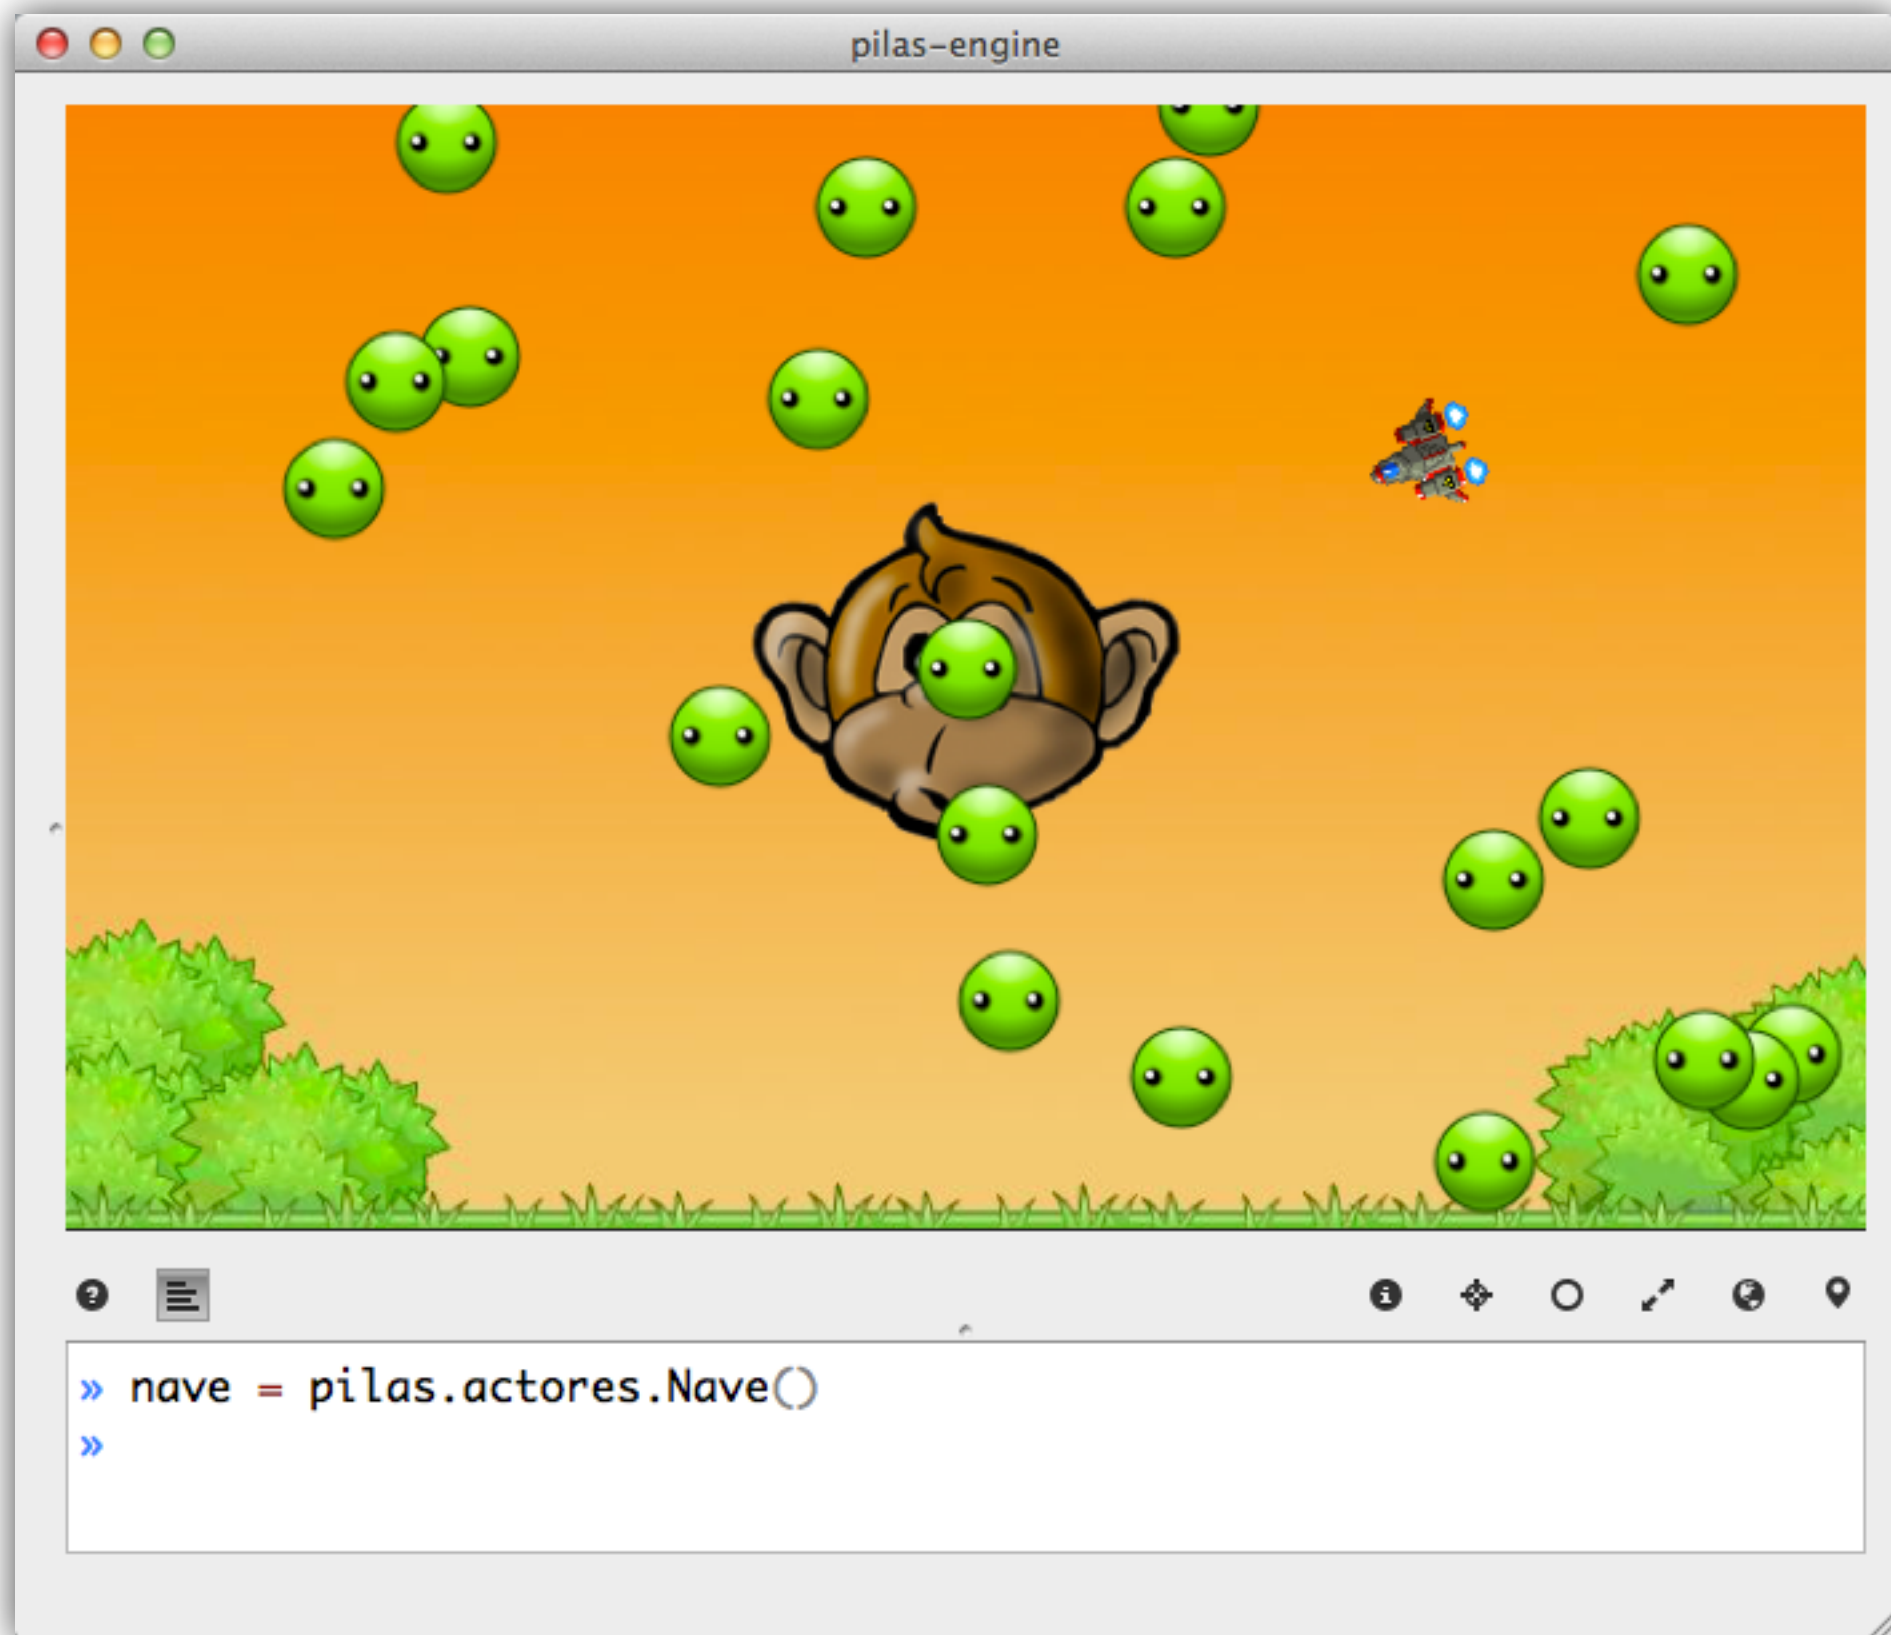 pilas-engine
» nave = pilas.actores.Nave()
»